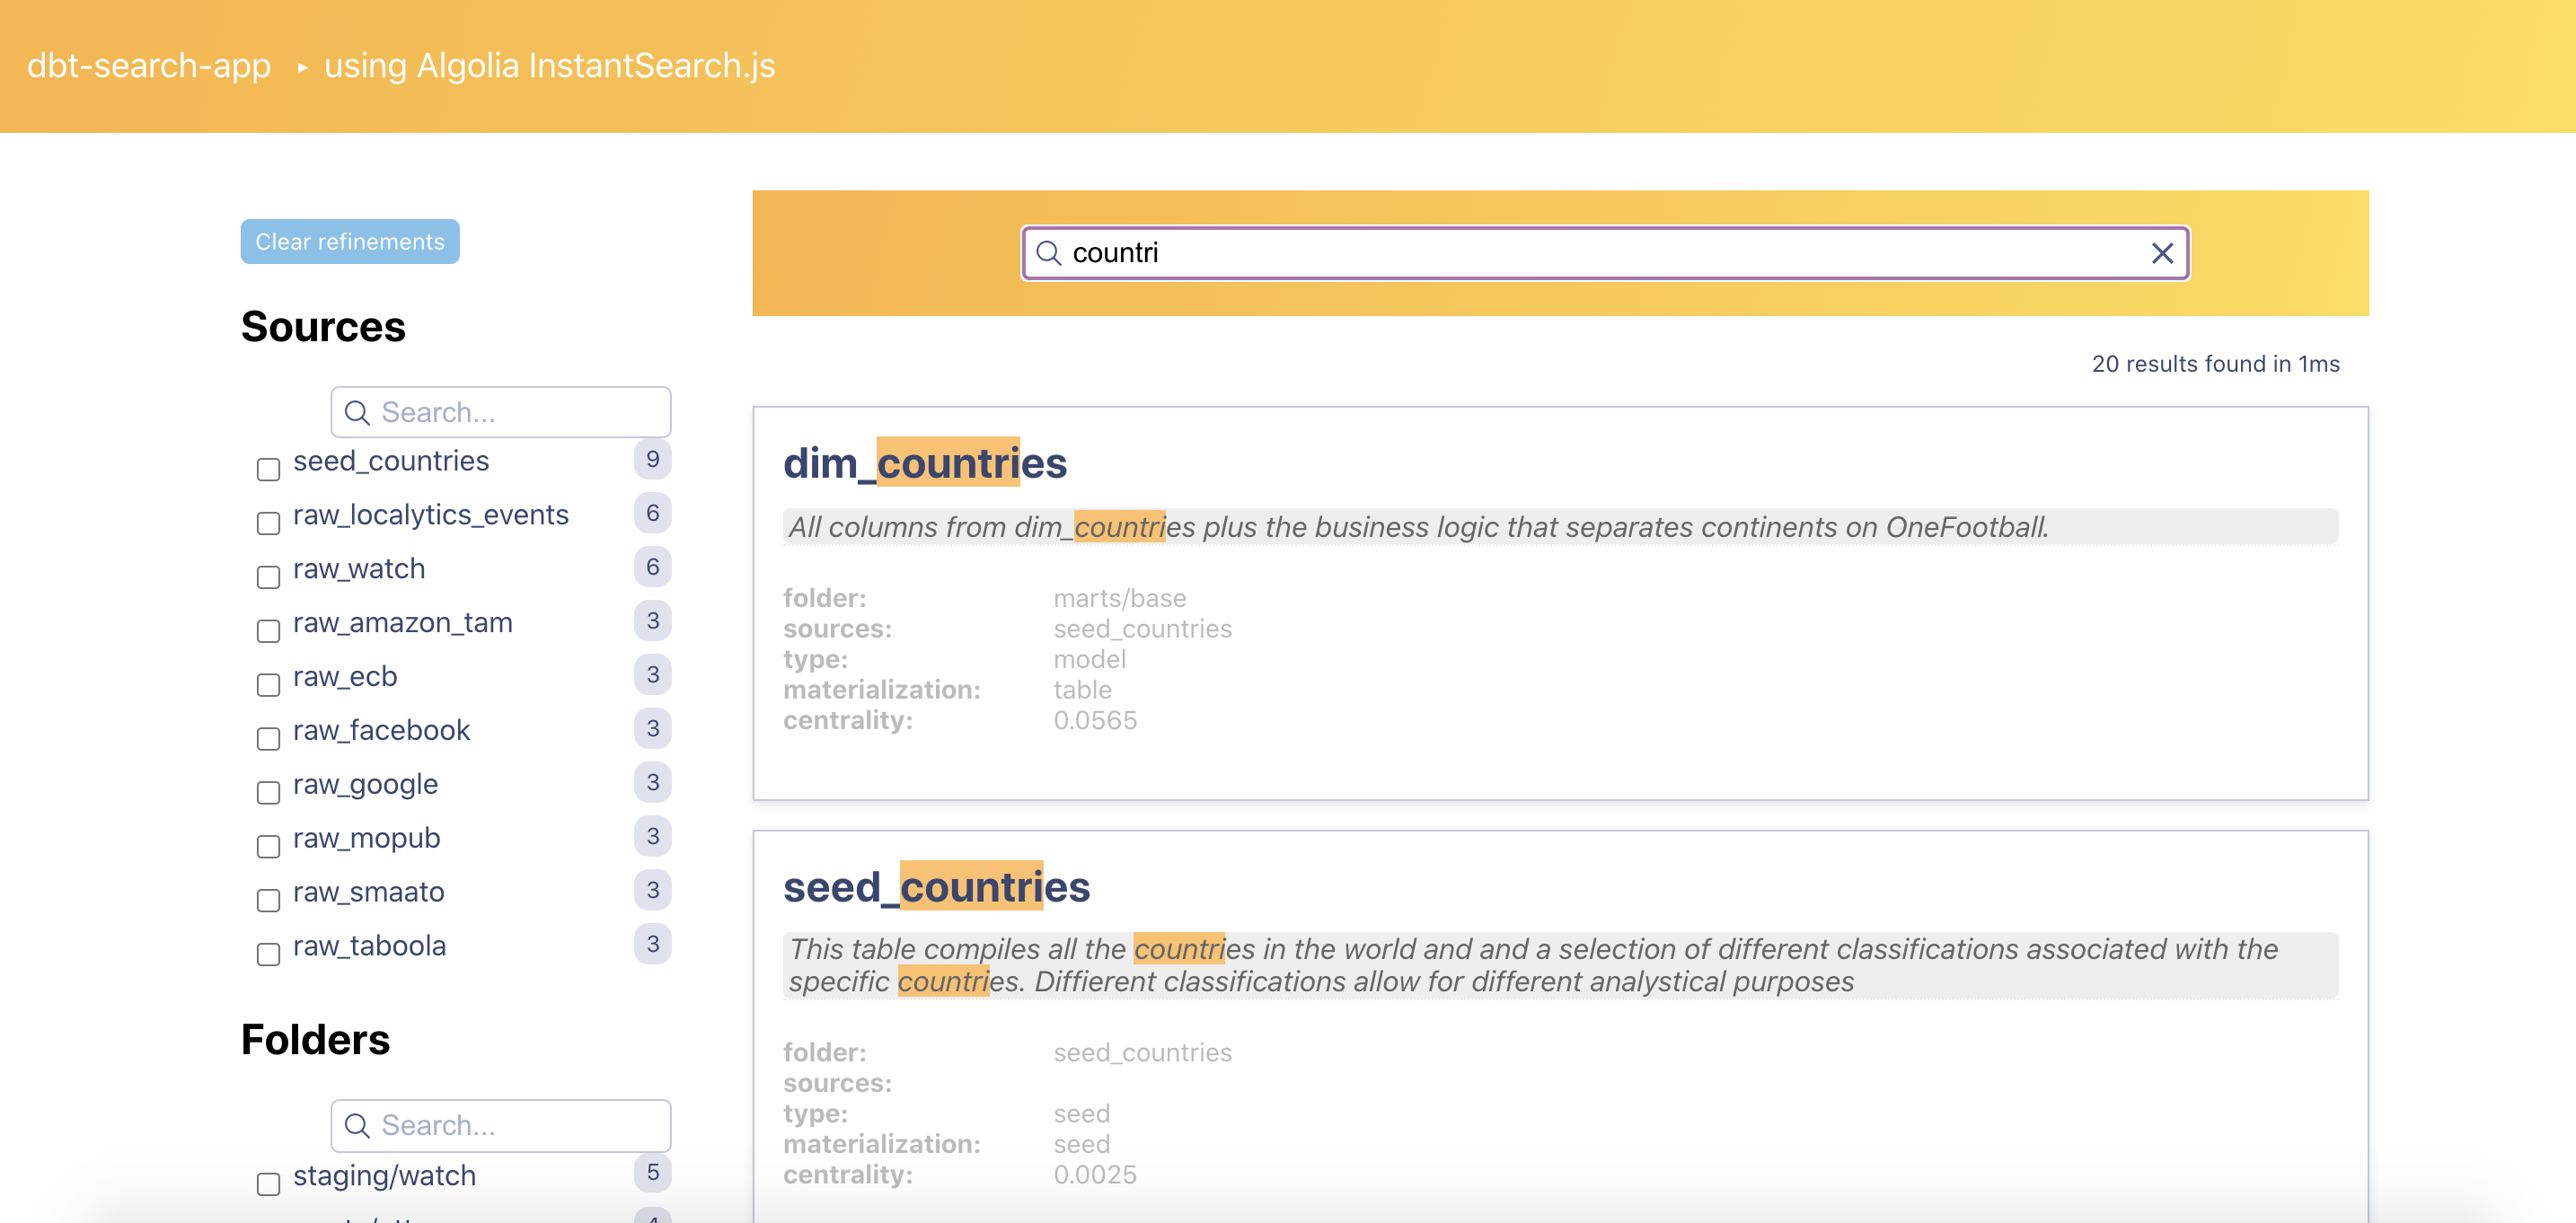 dbt-search-app ▸ using Algolia InstantSearch.js
Clear refinements
Sources
Search...
seed_countries 9
raw_localytics_events 6
raw_watch 6
raw_amazon_tam 3
raw_ecb 3
raw_facebook 3
raw_google 3
raw_mopub 3
raw_smaato 3
raw_taboola 3
Folders
Search...
staging/watch 5
countri
20 results found in 1ms
dim_countries
All columns from dim_countries plus the business logic that separates continents on OneFootball.
folder: marts/base
sources: seed_countries
type: model
materialization: table
centrality: 0.0565
seed_countries
This table compiles all the countries in the world and and a selection of different classifications associated with the
specific countries. Diffierent classifications allow for different analystical purposes
folder: seed_countries
sources:
type: seed
materialization: seed
centrality: 0.0025